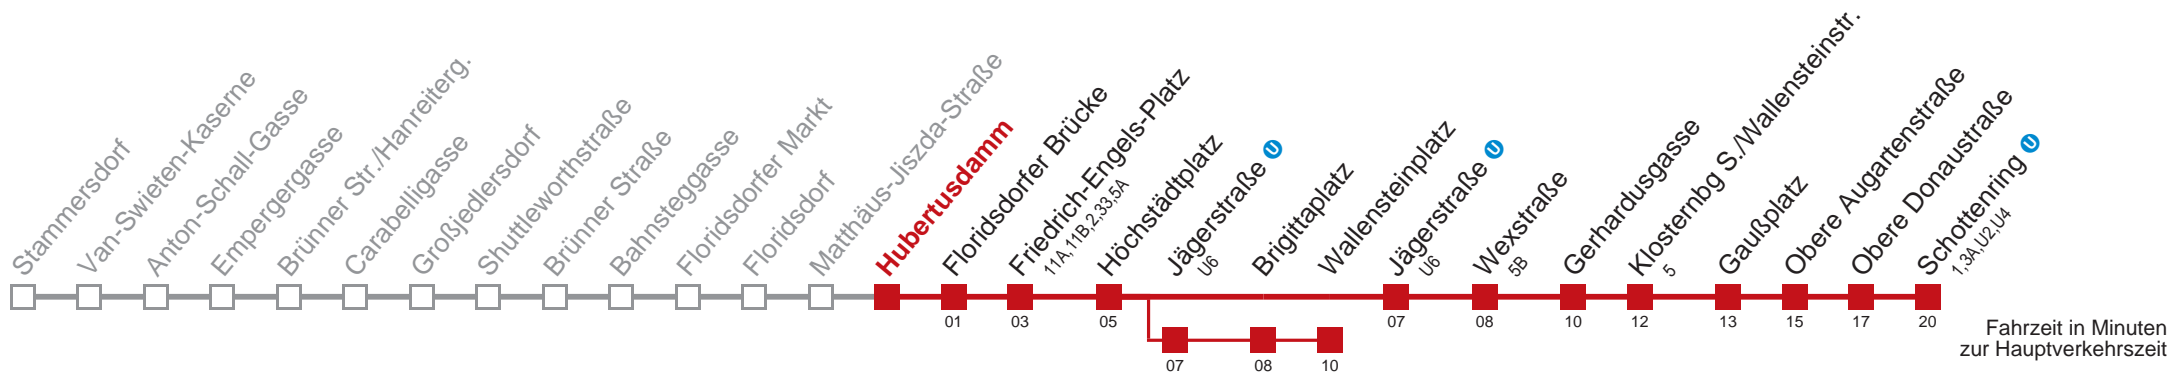 Stammersdorf
Van-Swieten-Kaserne
Anton-Schall-Gasse
Empergergasse
Brünner Str./Hanreiterg.
Carabelligasse
Großjedlersdorf
Shuttleworthstraße
Brünner Straße
Bahnsteggasse
Floridsdorfer Markt
Floridsdorf
Matthäus-Jiszda-Straße
Hubertusdamm
Floridsdorfer Brücke
01
Friedrich-Engels-Platz
11A,11B,2,33,5A
03
Höchstädtplatz
05
Jägerstraße U
U6
07
Brigittaplatz
08
Wallensteinplatz
10
Jägerstraße U
U6
07
Wexstraße
5B
08
Gerhardusgasse
10
Klosternbg S./Wallensteinstr.
5
12
Gaußplatz
13
Obere Augartenstraße
15
Obere Donaustraße
17
Schottenring U
1,3A,U2,U4
20
Fahrzeit in Minuten
zur Hauptverkehrszeit